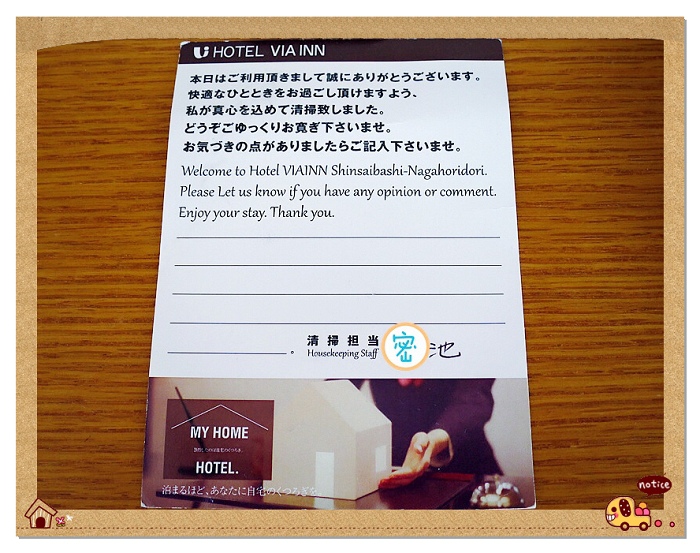 HOTEL VIA INN
本日はご利用頂きまして誠にありがとうございます。
快適なひとときをお過ごし頂けますよう、
私が真心を込めて清掃致しました。
どうぞごゆっくりお寛ぎ下さいませ。
お気づきの点がありましたらご記入下さいませ。
Welcome to Hotel VIAINN Shinsaibashi-Nagahoridori.
Please Let us know if you have any opinion or comment.
Enjoy your stay. Thank you.
清掃担当 密 池
Housekeeping Staff
MY HOME
HOTEL.
泊まるほど、あなたに自宅のくつろぎを。
notice